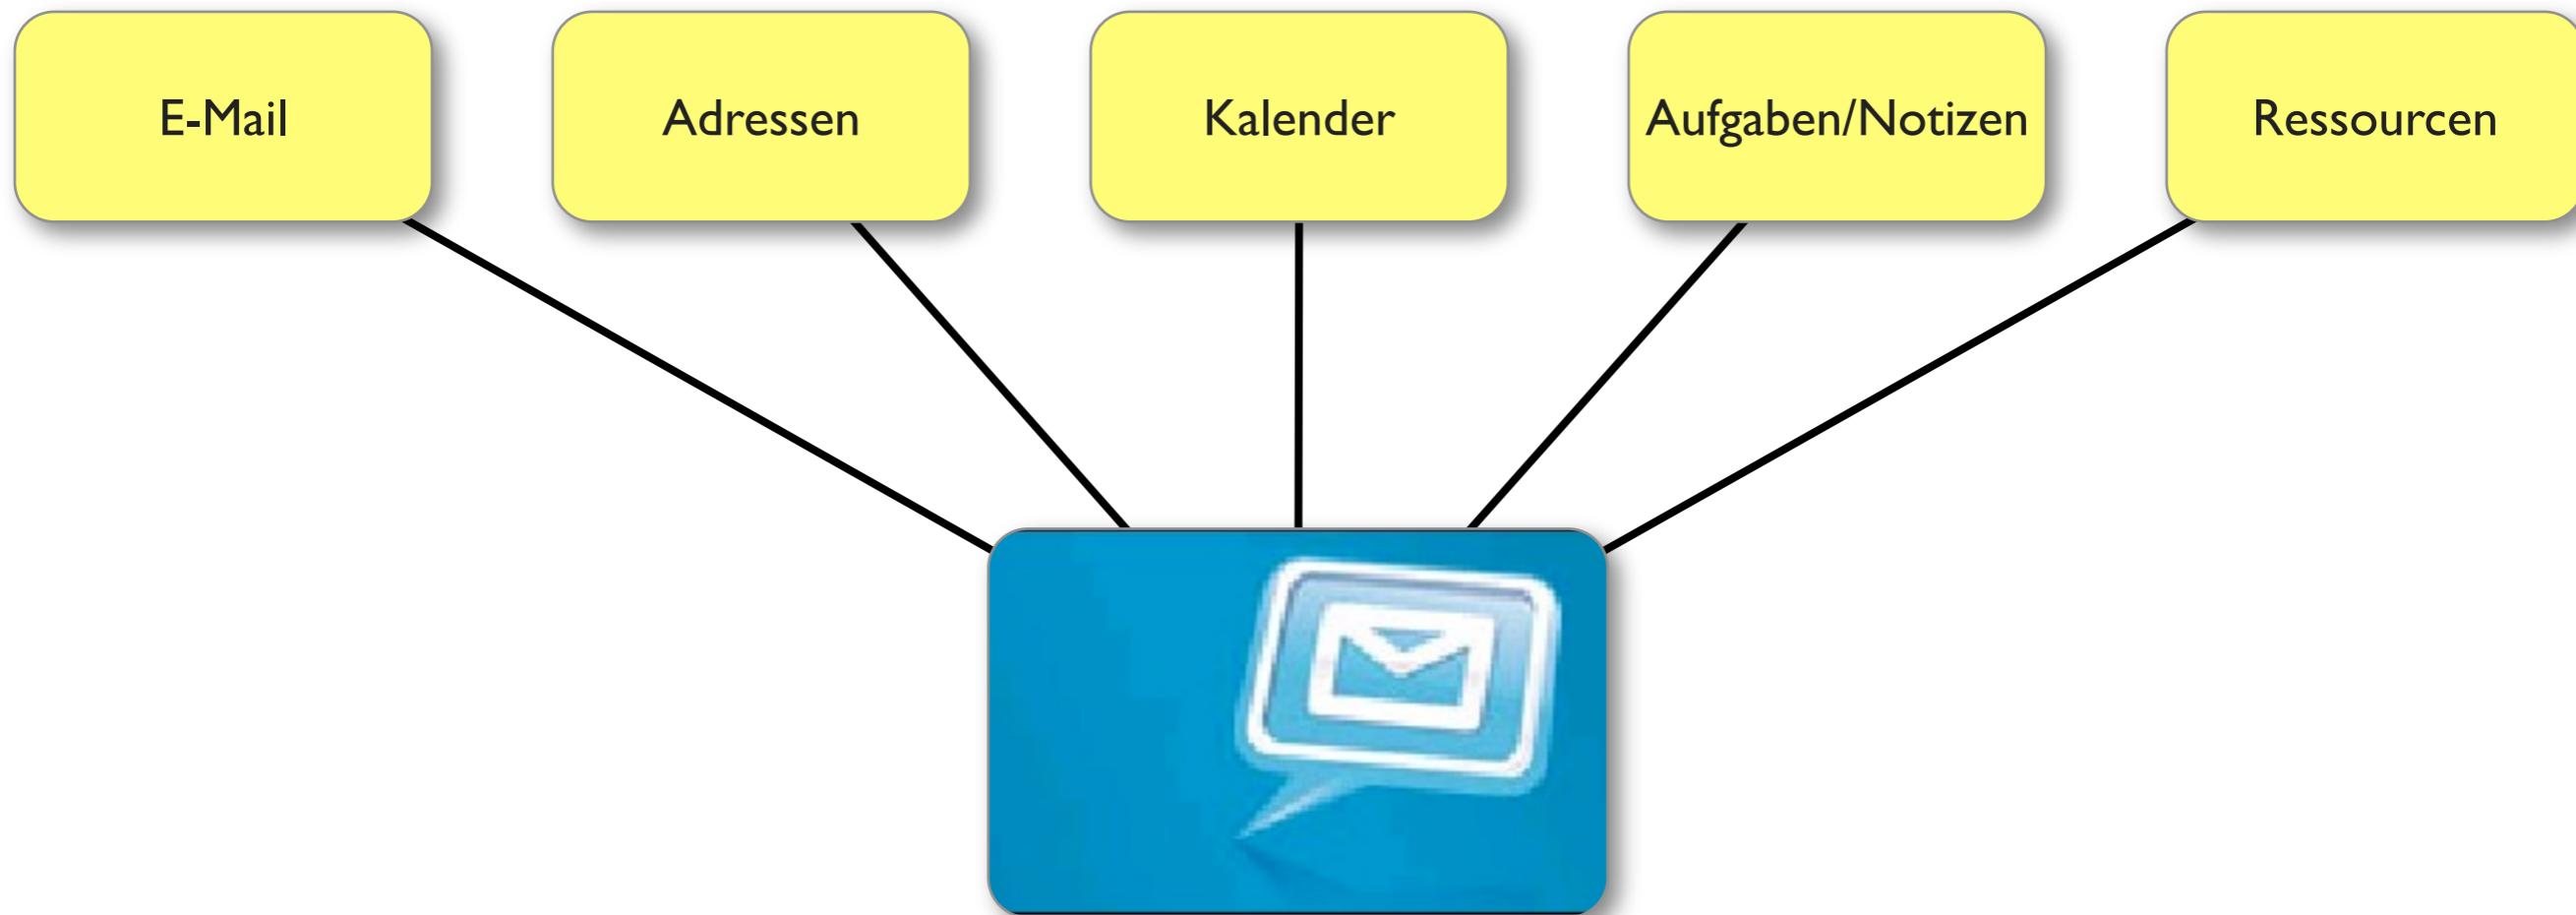 E-Mail
Adressen
Kalender
Aufgaben/Notizen
Ressourcen